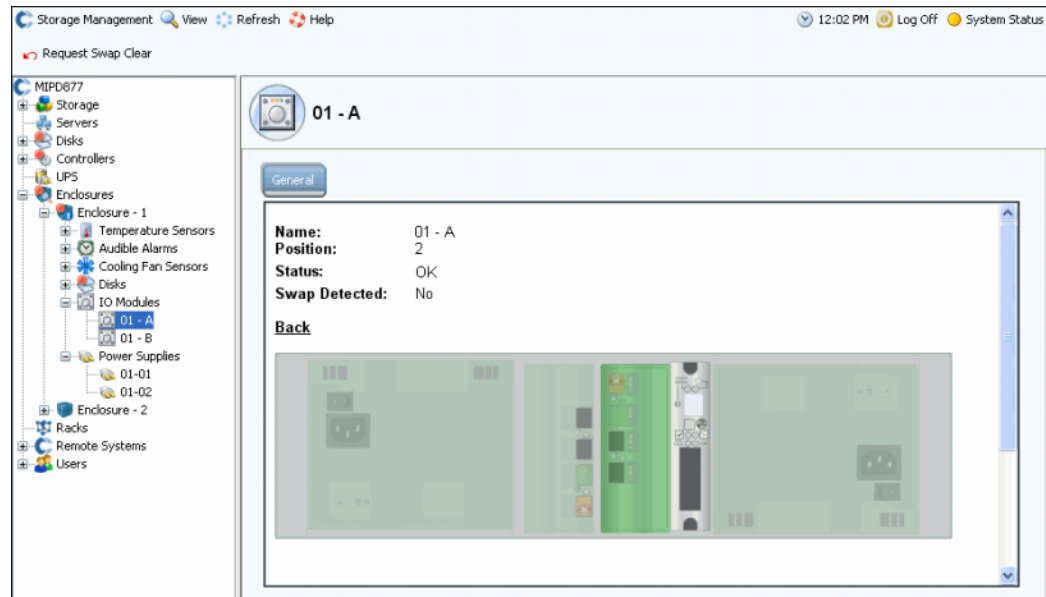 Storage Management View Refresh Help 12:02 PM Log Off System Status
Request Swap Clear
MIPD877
Storage
Servers
Disks
Controllers
UPS
Enclosures
Enclosure - 1
Temperature Sensors
Audible Alarms
Cooling Fan Sensors
Disks
IO Modules
01 - A
01 - B
Power Supplies
01-01
01-02
Enclosure - 2
Racks
Remote Systems
Users
01 - A
General
Name: 01 - A
Position: 2
Status: OK
Swap Detected: No
Back